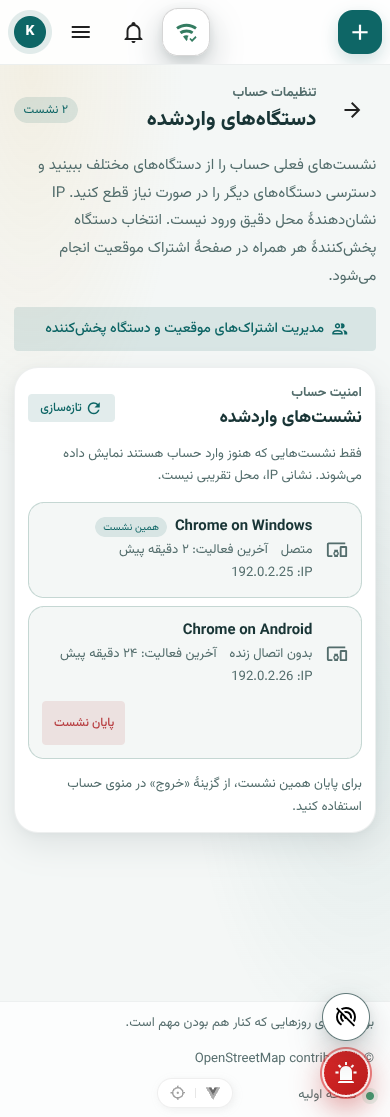 K
تنظیمات حساب
دستگاه‌های واردشده
۲ نشست
نشست‌های فعلی حساب را از دستگاه‌های مختلف ببینید و
دسترسی دستگاه‌های دیگر را در صورت نیاز قطع کنید. IP
نشان‌دهندهٔ محل دقیق ورود نیست. انتخاب دستگاه
پخش‌کنندهٔ هر همراه در صفحهٔ اشتراک موقعیت انجام
می‌شود.
مدیریت اشتراک‌های موقعیت و دستگاه پخش‌کننده
امنیت حساب
نشست‌های واردشده
تازه‌سازی
فقط نشست‌هایی که هنوز وارد حساب هستند نمایش داده
می‌شوند. نشانی IP، محل تقریبی نیست.
Chrome on Windows همین نشست
متصل آخرین فعالیت: ۲ دقیقه پیش
IP: 192.0.2.25
Chrome on Android
بدون اتصال زنده آخرین فعالیت: ۲۴ دقیقه پیش
IP: 192.0.2.26
پایان نشست
برای پایان همین نشست، از گزینهٔ «خروج» در منوی حساب
استفاده کنید.
روزهایی که کنار هم بودن مهم است.
© OpenStreetMap
اولیه